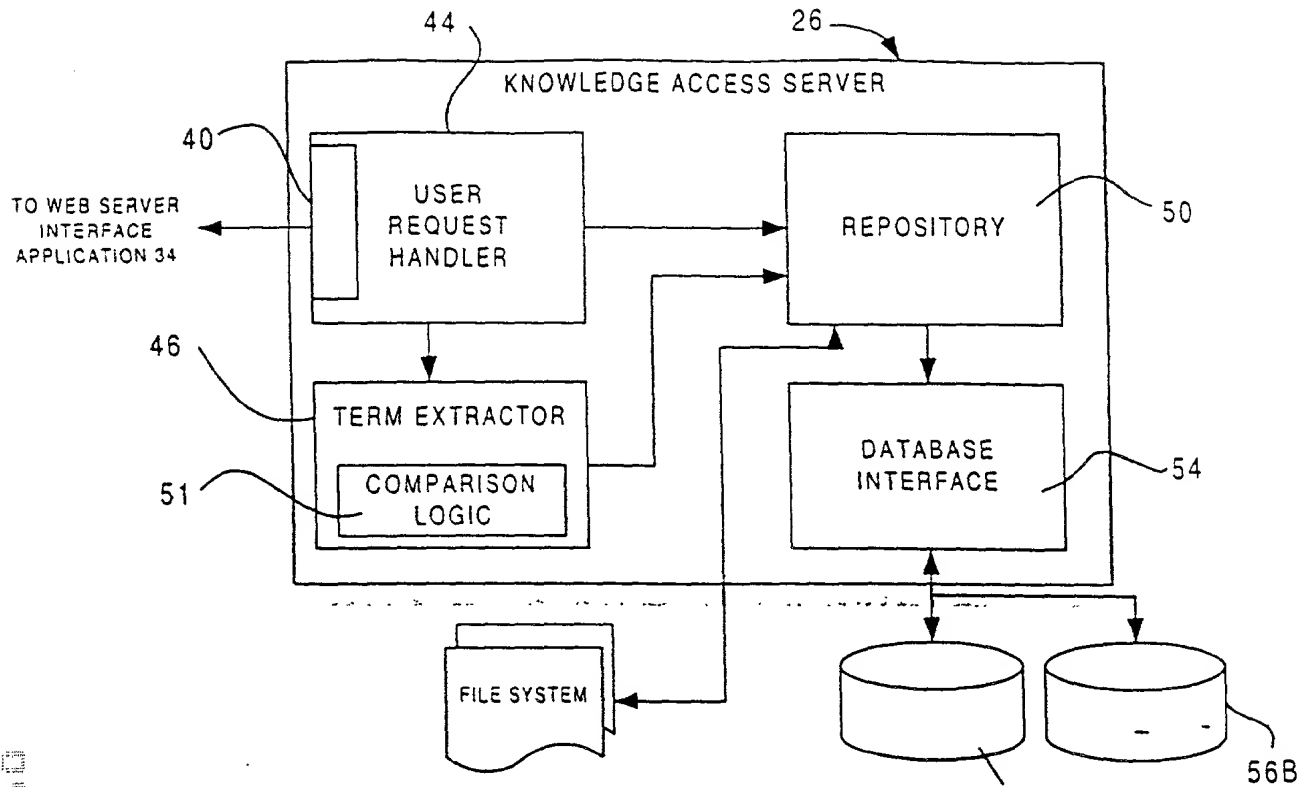 44
26
KNOWLEDGE ACCESS SERVER
40
USER
REQUEST
HANDLER
REPOSITORY
50
TO WEB SERVER
INTERFACE
APPLICATION 34
46
TERM EXTRACTOR
COMPARISON
LOGIC
51
DATABASE
INTERFACE
54
FILE SYSTEM
56B